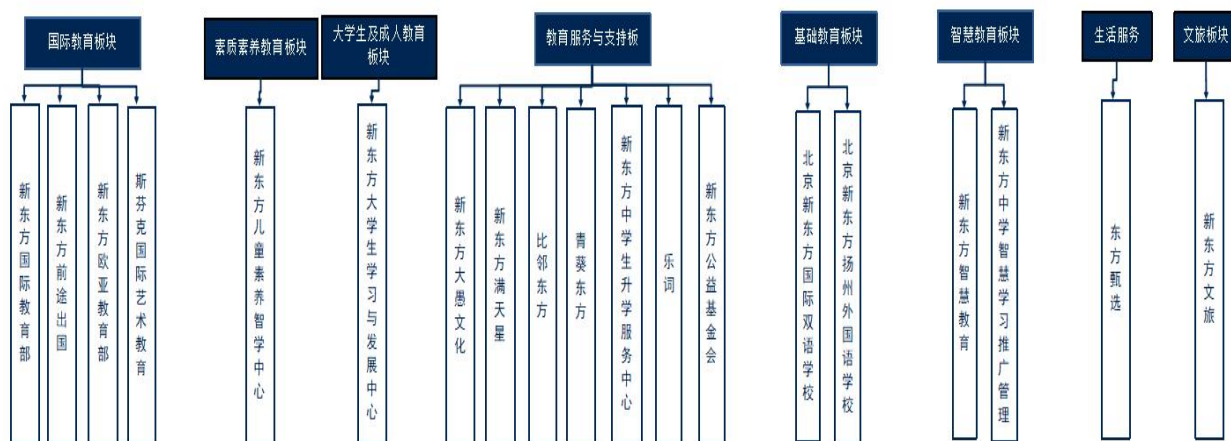 国际教育板块
素质素养教育板块
大学生及成人教育
板块
教育服务与支持板
基础教育板块
智慧教育板块
生活服务
文旅板块
新东方国际教育部
新东方前途出国
新东方欧亚教育部
斯芬克国际艺术教育
新东方儿童素养智学中心
新东方大学生学习与发展中心
新东方大愚文化
新东方满天星
比邻东方
青葵东方
新东方中学生升学服务中心
乐词
新东方公益基金会
北京新东方国际双语学校
北京新东方扬州外国语学校
新东方智慧教育
新东方中学智慧学习推广管理
东方甄选
新东方文旅